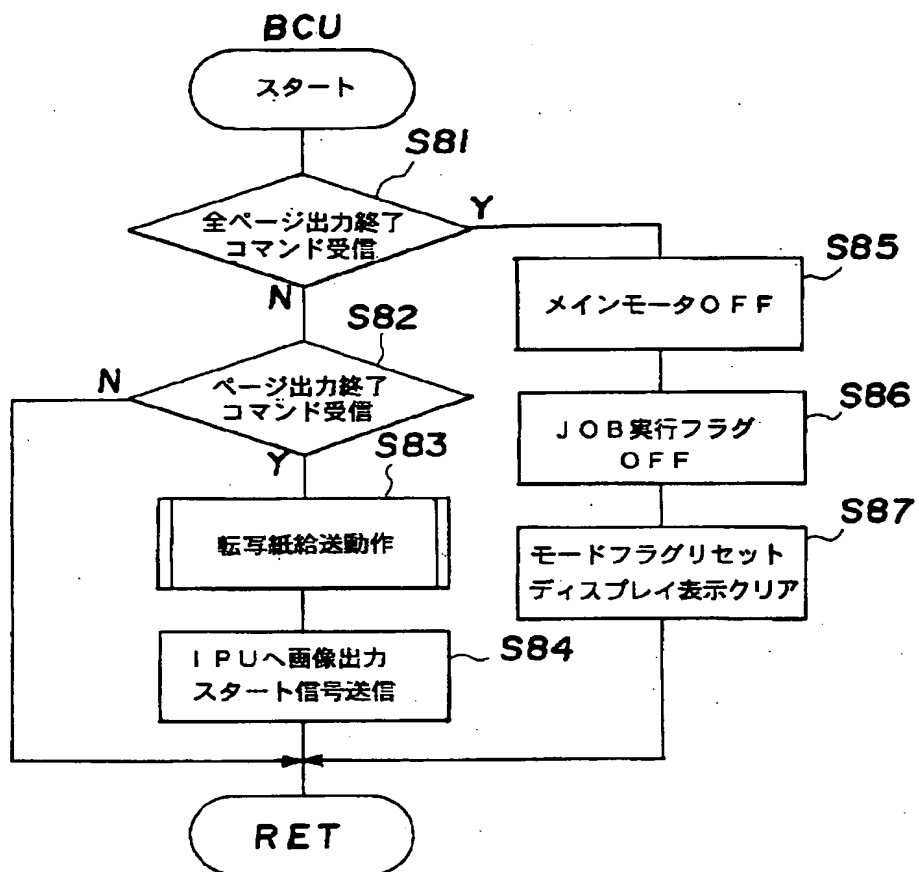 BCU
スタート
S81
全ページ出力終了
コマンド受信
Y
N
S85
メインモータOFF
S82
ページ出力終了
コマンド受信
N
Y
S86
JOB実行フラグ
OFF
S83
転写紙給送動作
S87
モードフラグリセット
ディスプレイ表示クリア
S84
IPUへ画像出力
スタート信号送信
RET